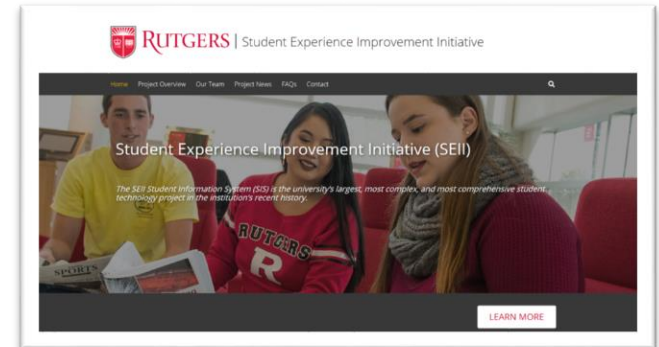 RUTGERS | Student Experience Improvement Initiative
Home Project Overview Our Team Project News FAQs Contact
Student Experience Improvement Initiative (SEII)
The SEII Student Information System (SIS) is the university's largest, most complex, and most comprehensive student
technology project in the institution's recent history.
RUTGERS
R
SPORTS
LEARN MORE